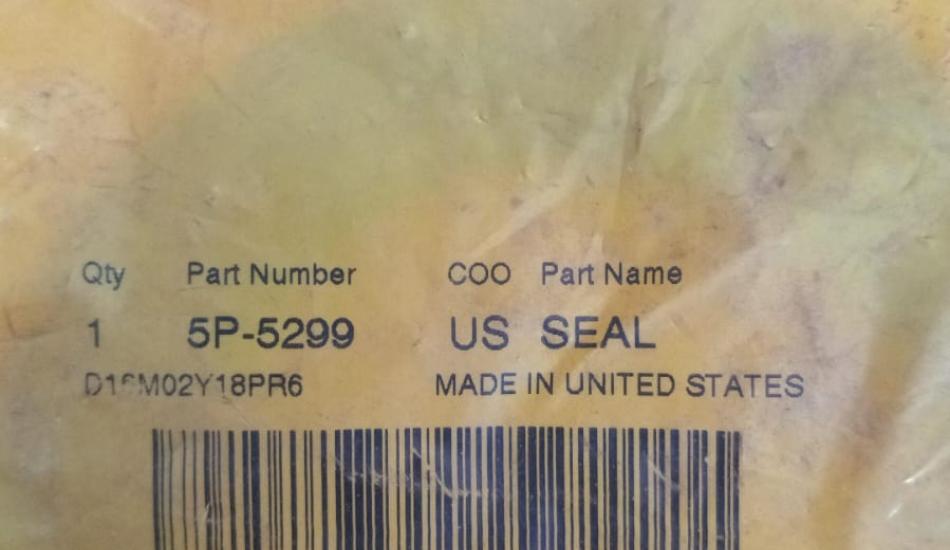 Qty Part Number COO Part Name
1 5P-5299 US SEAL
MADE IN UNITED STATES